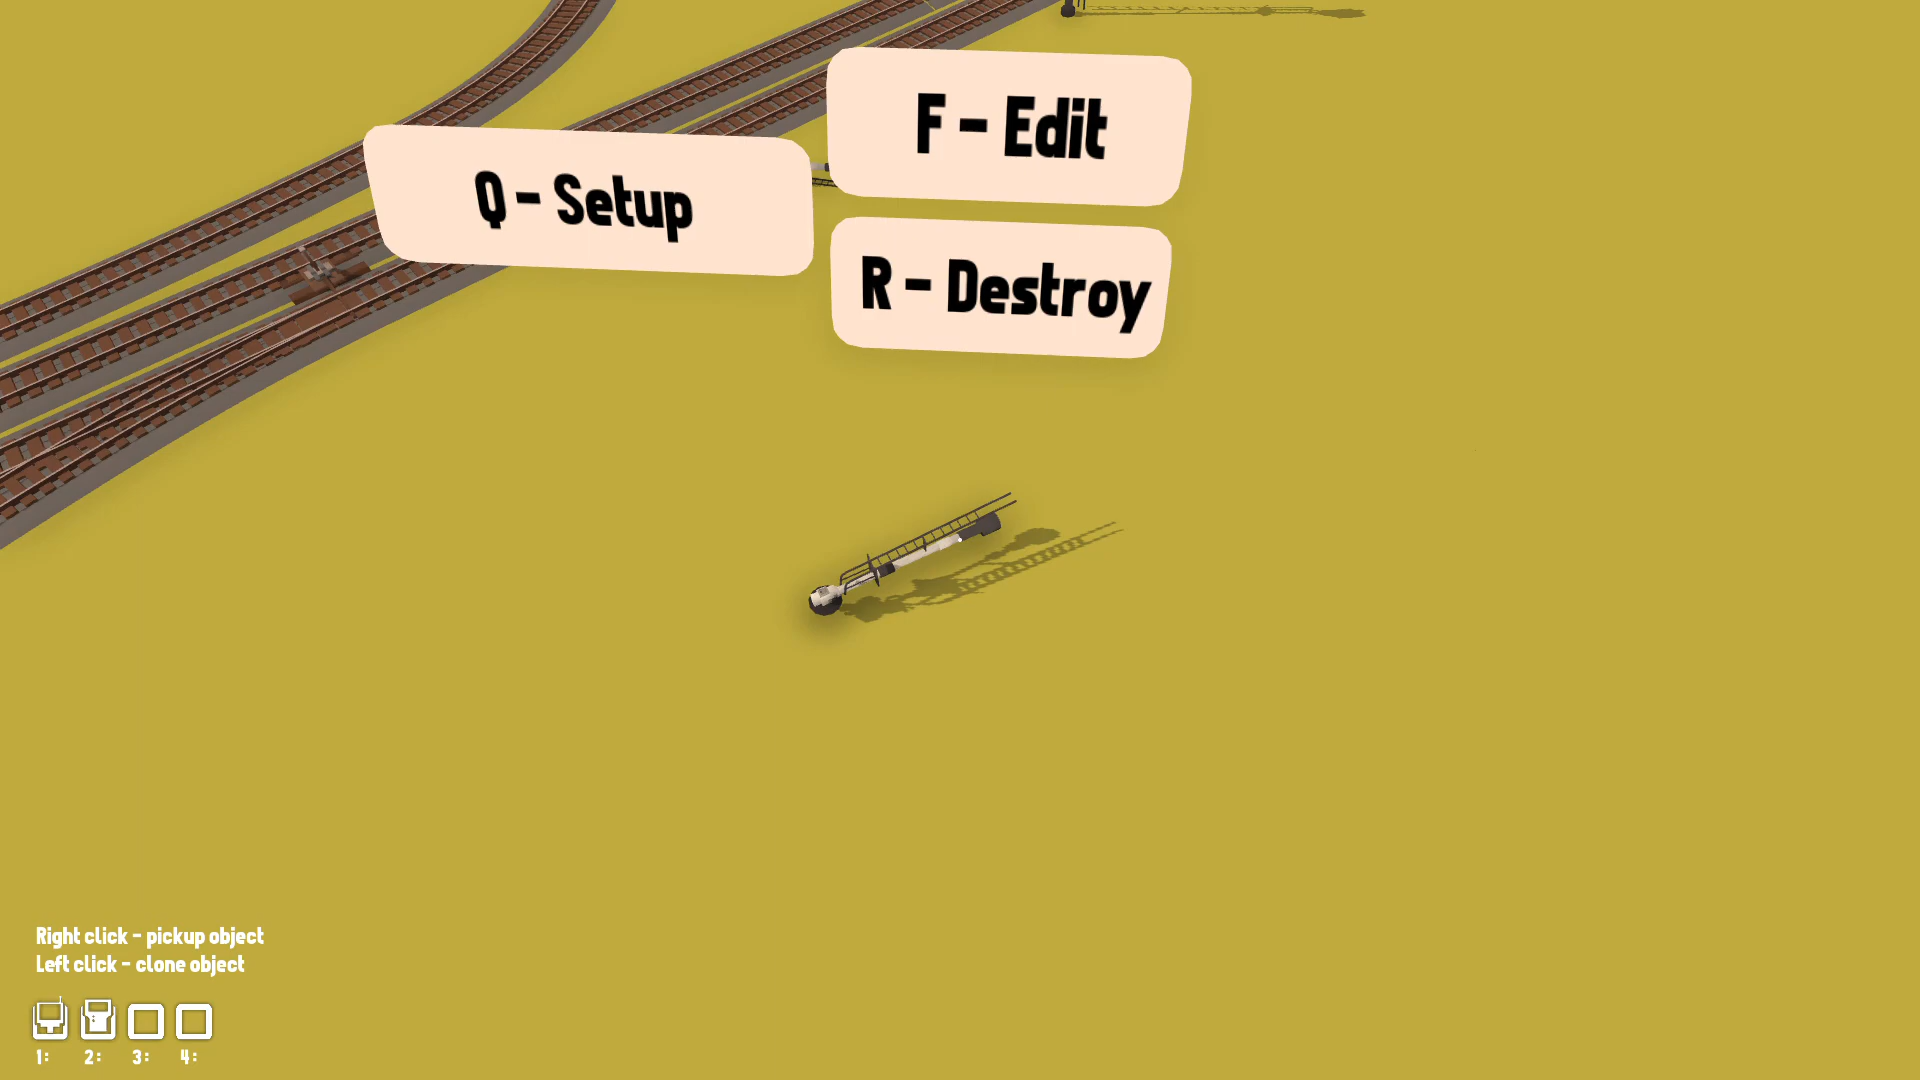 F - Edit
Q - Setup
R - Destroy
Right click - pickup object
Left click - clone object
1: 2: 3: 4: